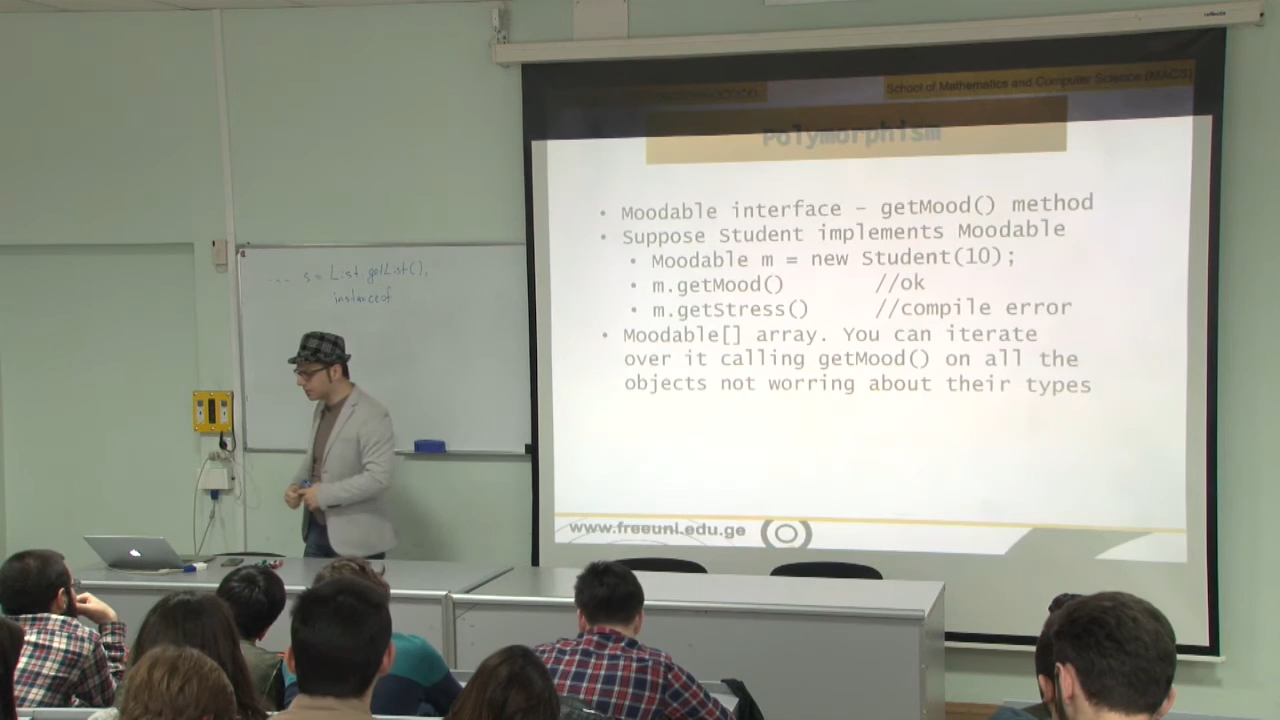 School of Mathematics and Computer Science (MACS)
Polymorphism
• Moodable interface – getMood() method
• Suppose Student implements Moodable
• Moodable m = new Student(10);
• m.getMood() //ok
• m.getStress() //compile error
• Moodable[] array. You can iterate
over it calling getMood() on all the
objects not worring about their types
www.freeuni.edu.ge
... s = List.getList();
instanceof